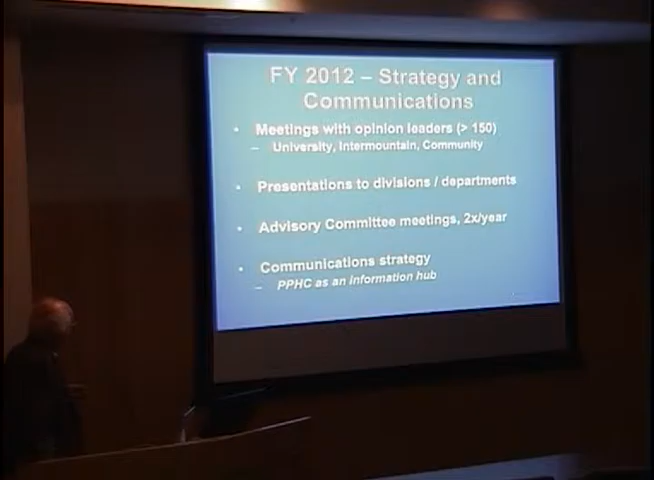 FY 2012 – Strategy and
Communications
• Meetings with opinion leaders (> 150)
– University, Intermountain, Community
• Presentations to divisions / departments
• Advisory Committee meetings, 2x/year
• Communications strategy
– PPHC as an information hub